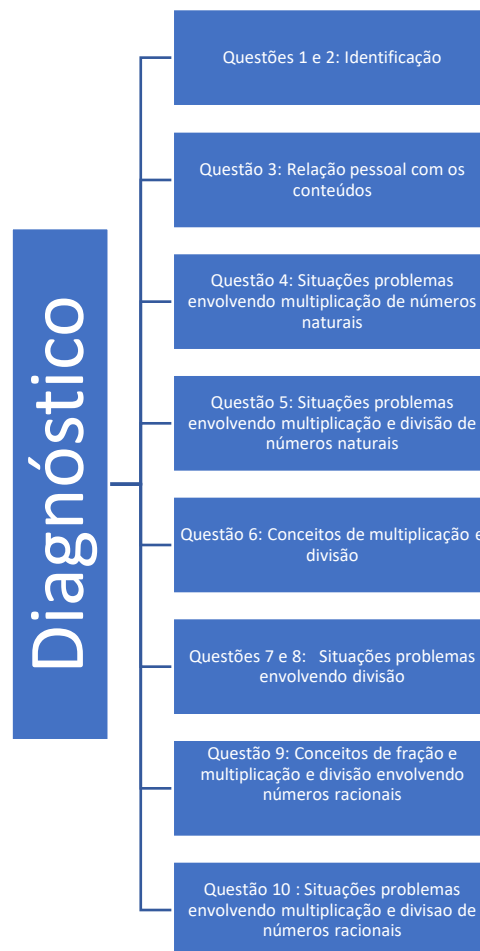 Diagnóstico
Questões 1 e 2: Identificação
Questão 3: Relação pessoal com os
conteúdos
Questão 4: Situações problemas
envolvendo multiplicação de números
naturais
Questão 5: Situações problemas
envolvendo multiplicação e divisão de
números naturais
Questão 6: Conceitos de multiplicação e
divisão
Questões 7 e 8: Situações problemas
envolvendo divisão
Questão 9: Conceitos de fração e
multiplicação e divisão envolvendo
números racionais
Questão 10 : Situações problemas
envolvendo multiplicação e divisao de
números racionais